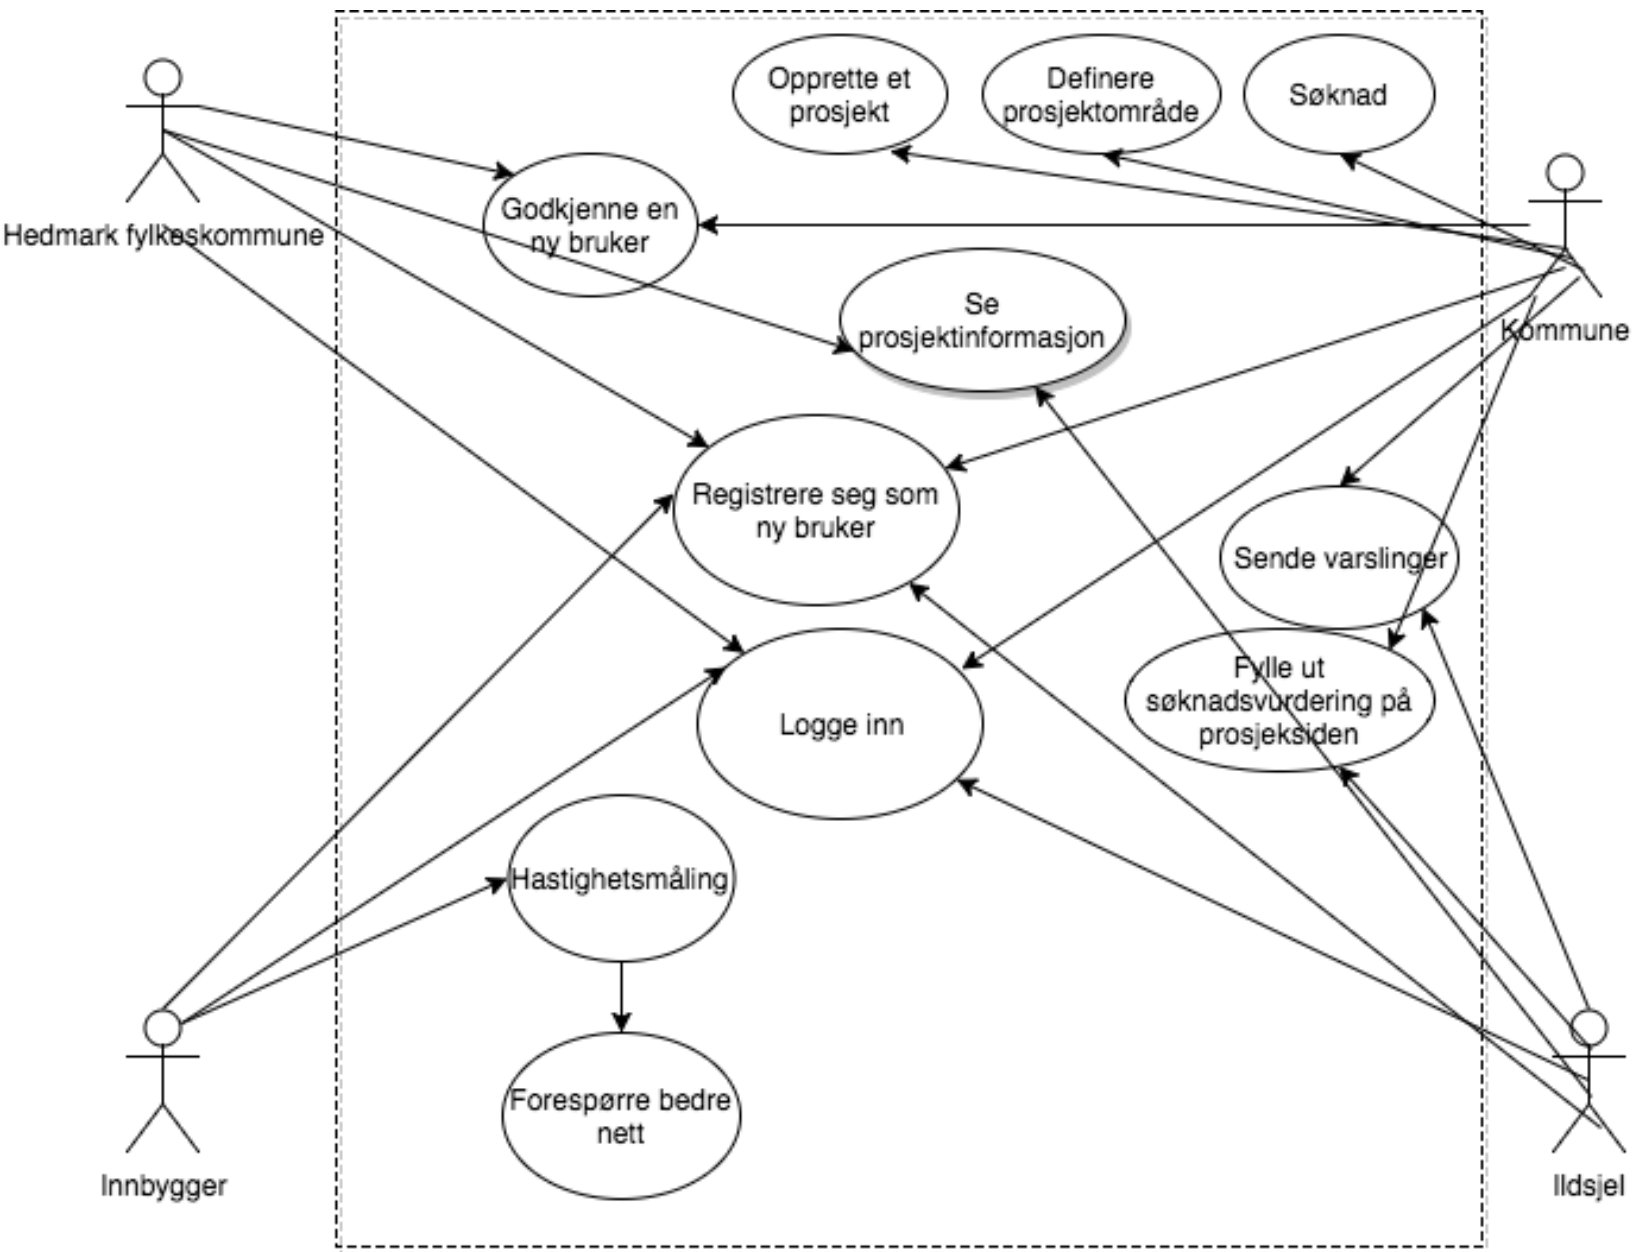 Opprette et
prosjekt
Definere
prosjektområde
Søknad
Hedmark fylkeskommune
Godkjenne en
ny bruker
Se
prosjektinformasjon
Kommune
Registrere seg som
ny bruker
Sende varslinger
Fylle ut
søknadsvurdering på
prosjeksiden
Logge inn
Hastighetsmåling
Forespørre bedre
nett
Innbygger
Ildsjel